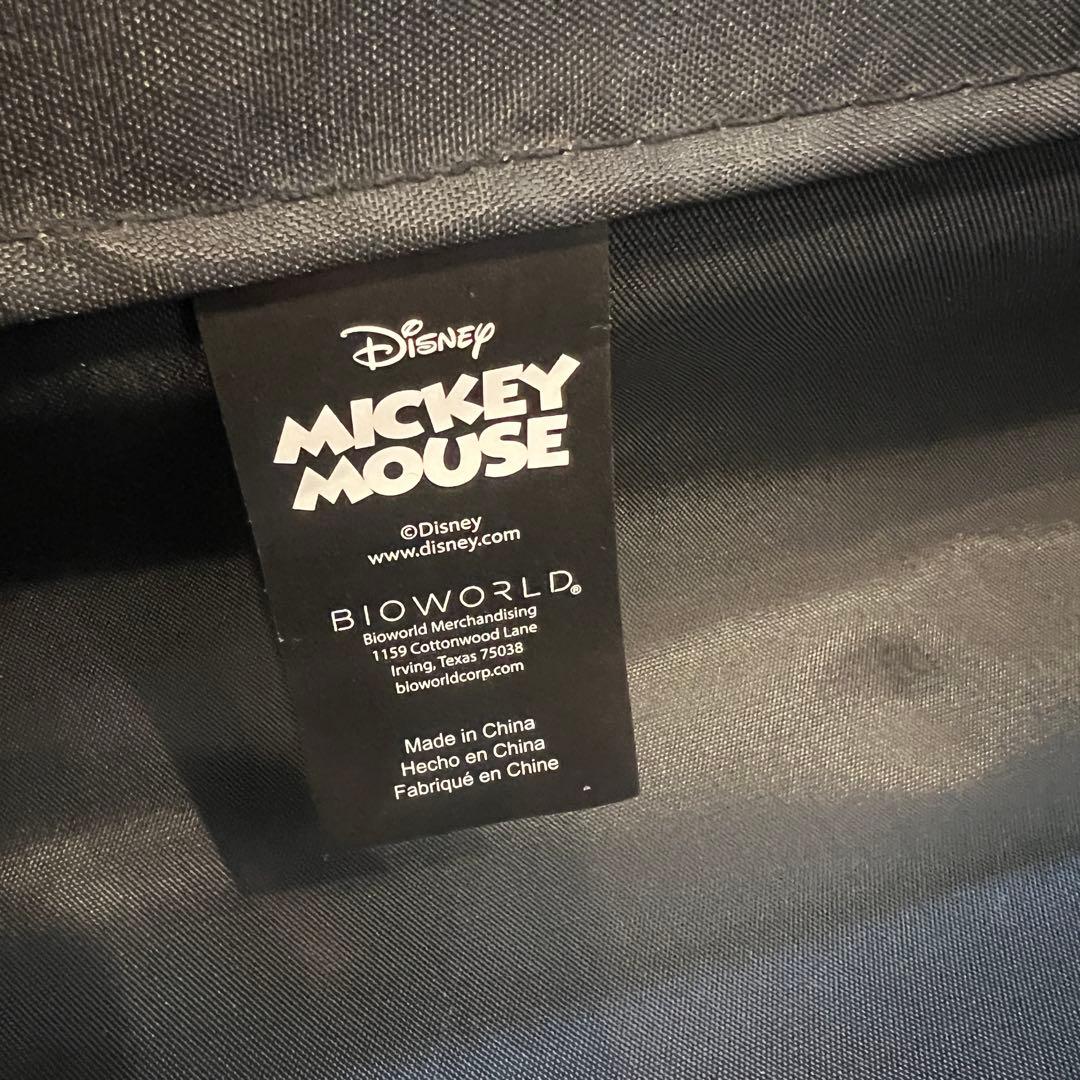 Disney
MICKEY
MOUSE
©Disney
www.disney.com
BIOWORLD®
Bioworld Merchandising
1159 Cottonwood Lane
Irving, Texas 75038
bioworldcorp.com
Made in China
Hecho en China
Fabriqué en Chine